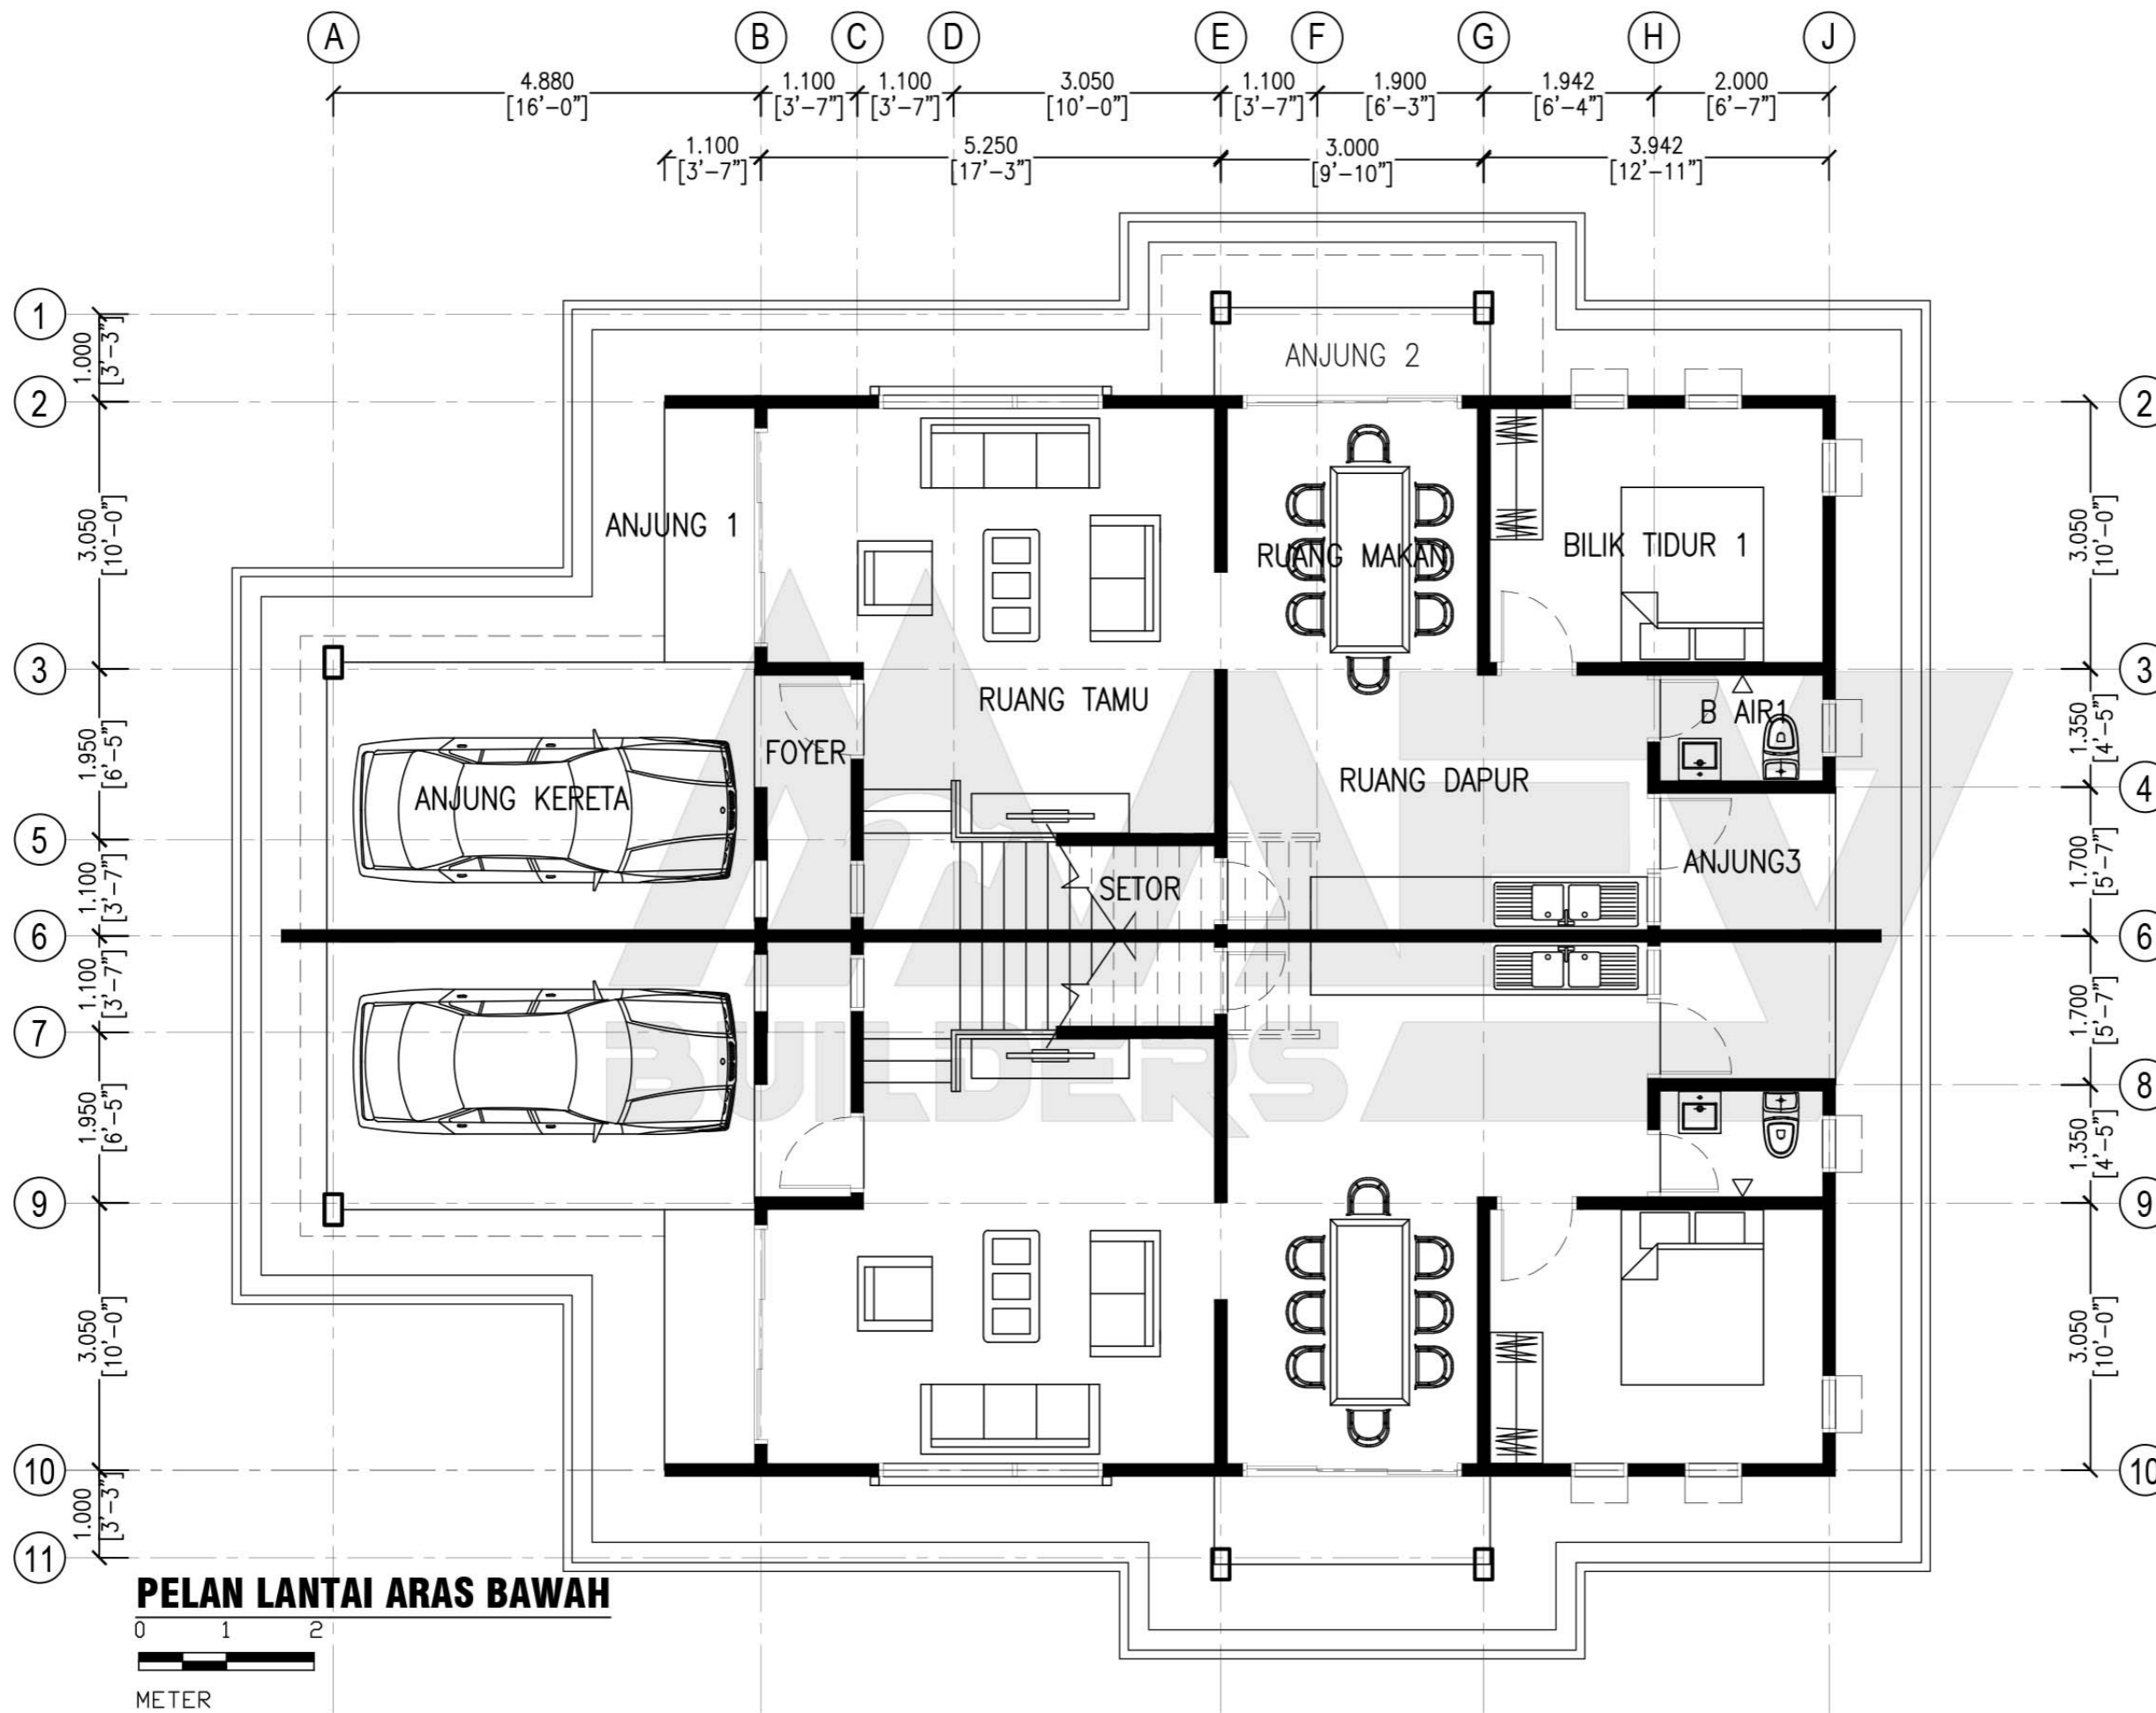 A B C D E F G H J
4.880 1.100 1.100 3.050 1.100 1.900 1.942 2.000
[16'-0"] [3'-7"] [3'-7"] [10'-0"] [3'-7"] [6'-3"] [6'-4"] [6'-7"]
1.100 5.250 3.000 3.942
[3'-7"] [17'-3"] [9'-10"] [12'-11"]
1
1.000
[3'-3"]
ANJUNG 2
2 2
3.050
[10'-0"]
ANJUNG 1
RUANG MAKAN
BILIK TIDUR 1
3.050
[10'-0"]
3 3
RUANG TAMU
B AIR1
1.350
[4'-5"]
1.950
[6'-5"]
FOYER
ANJUNG KERETA
RUANG DAPUR
4
5
1.100
[3'-7"]
SETOR
ANJUNG3
1.700
[5'-7"]
6 6
1.100
[3'-7"]
1.700
[5'-7"]
7
BUILDERS
8
1.950
[6'-5"]
1.350
[4'-5"]
9 9
3.050
[10'-0"]
3.050
[10'-0"]
10 10
1.000
[3'-3"]
11
PELAN LANTAI ARAS BAWAH
0 1 2
METER